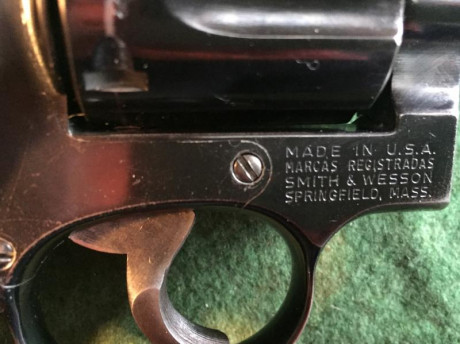 MADE IN U.S.A.
MARCAS REGISTRADAS
SMITH & WESSON
SPRINGFIELD, MASS.